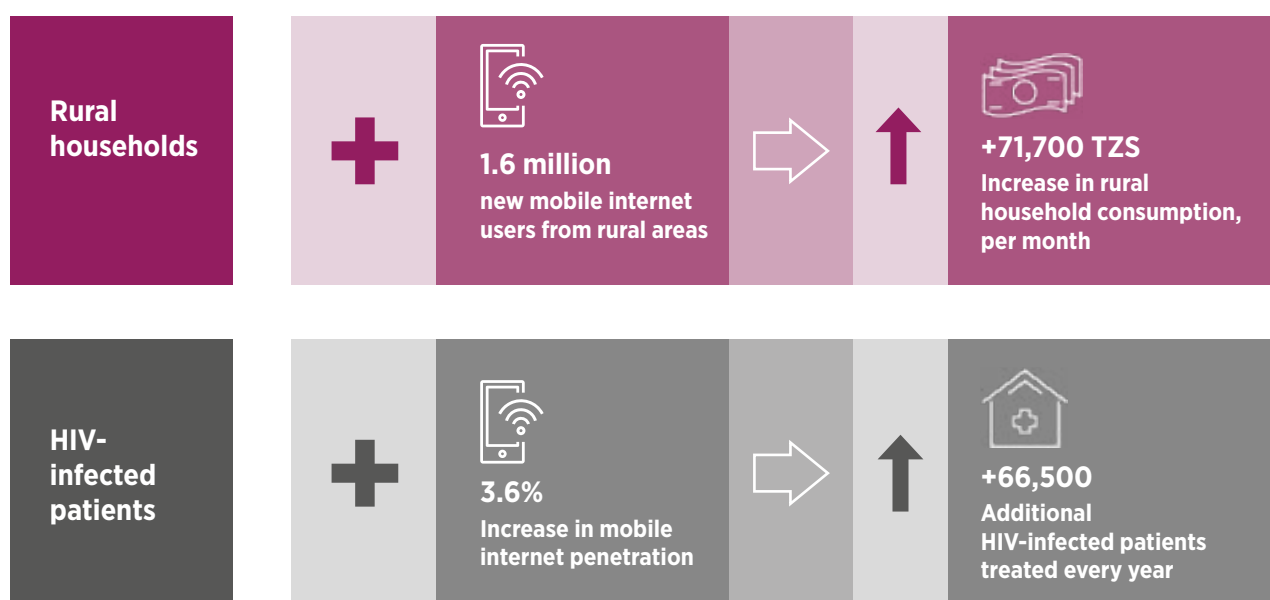 Rural
households
1.6 million
new mobile internet
users from rural areas
+71,700 TZS
Increase in rural
household consumption,
per month
HIV-
infected
patients
3.6%
Increase in mobile
internet penetration
+66,500
Additional
HIV-infected patients
treated every year